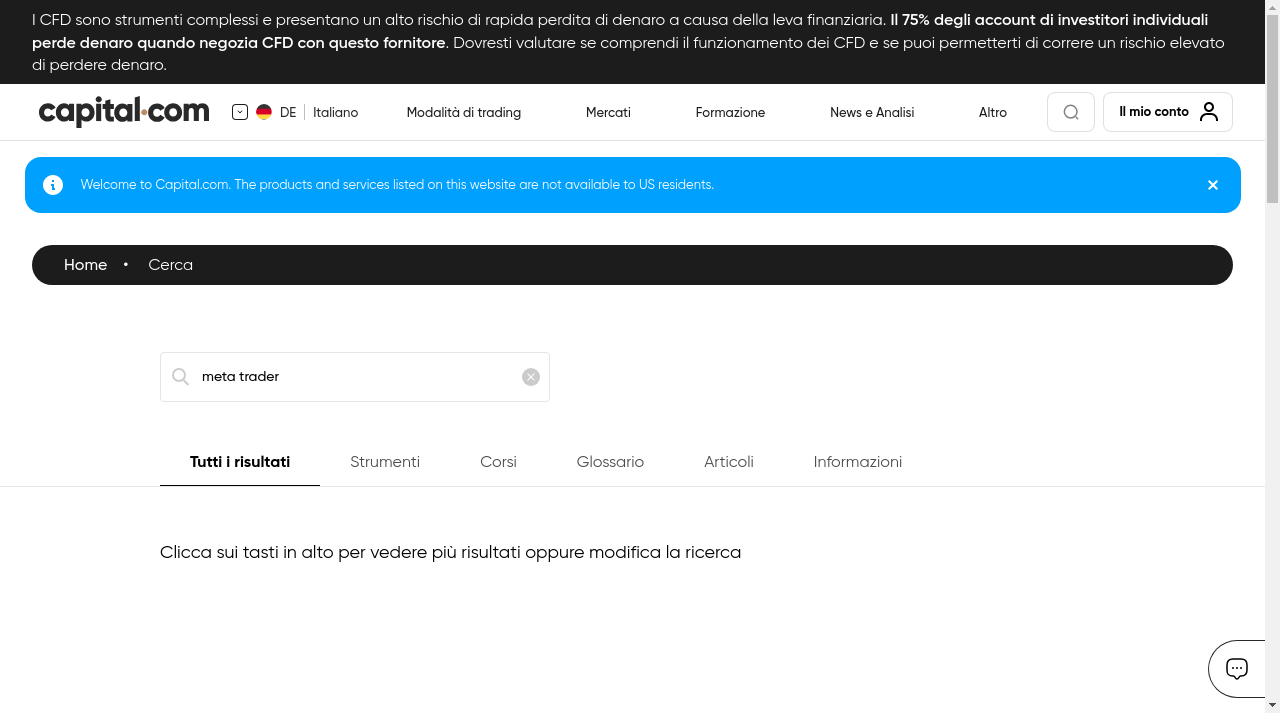 I CFD sono strumenti complessi e presentano un alto rischio di rapida perdita di denaro a causa della leva finanziaria. Il 75% degli account di investitori individuali
perde denaro quando negozia CFD con questo fornitore. Dovresti valutare se comprendi il funzionamento dei CFD e se puoi permetterti di correre un rischio elevato
di perdere denaro.
capital.com DE Italiano Modalità di trading Mercati Formazione News e Analisi Altro Il mio conto
Welcome to Capital.com. The products and services listed on this website are not available to US residents.
Home • Cerca
meta trader
Tutti i risultati Strumenti Corsi Glossario Articoli Informazioni
Clicca sui tasti in alto per vedere più risultati oppure modifica la ricerca